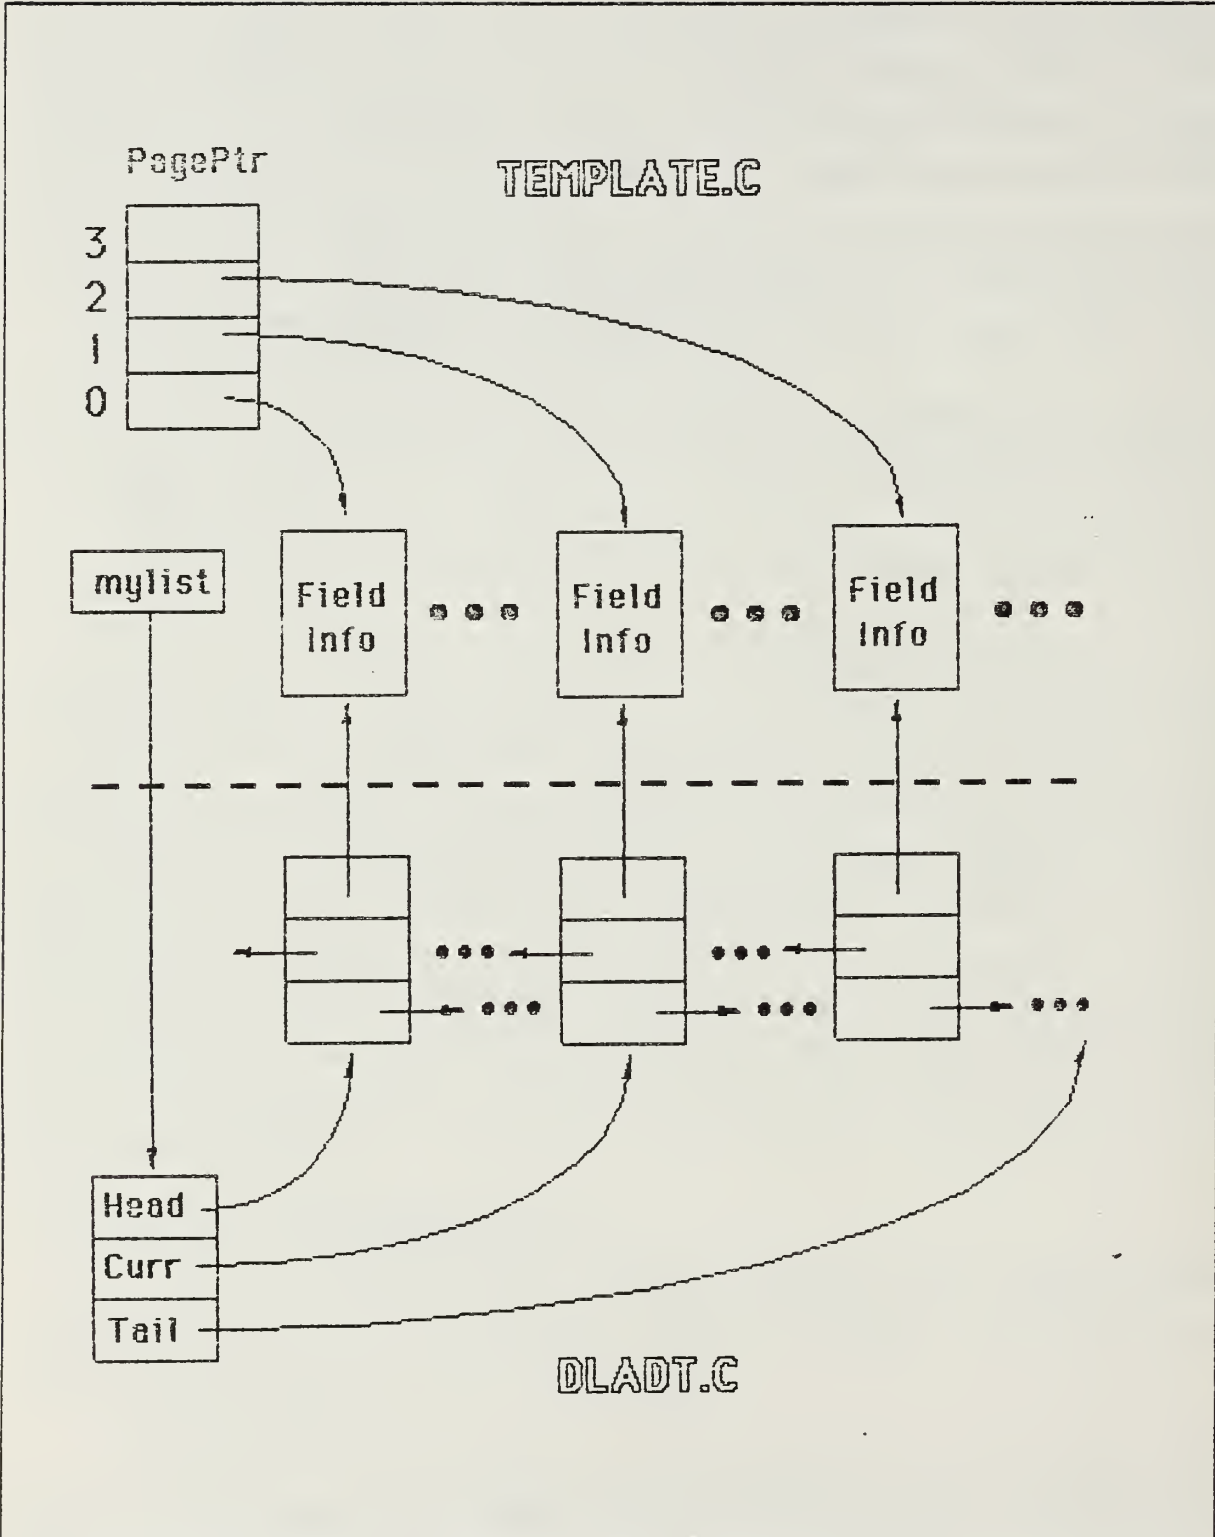 PagePtr
TEMPLATE.C
3
2
1
0
mylist
Field
Info
Field
Info
Field
Info
Head
Curr
Tail
DLADT.C